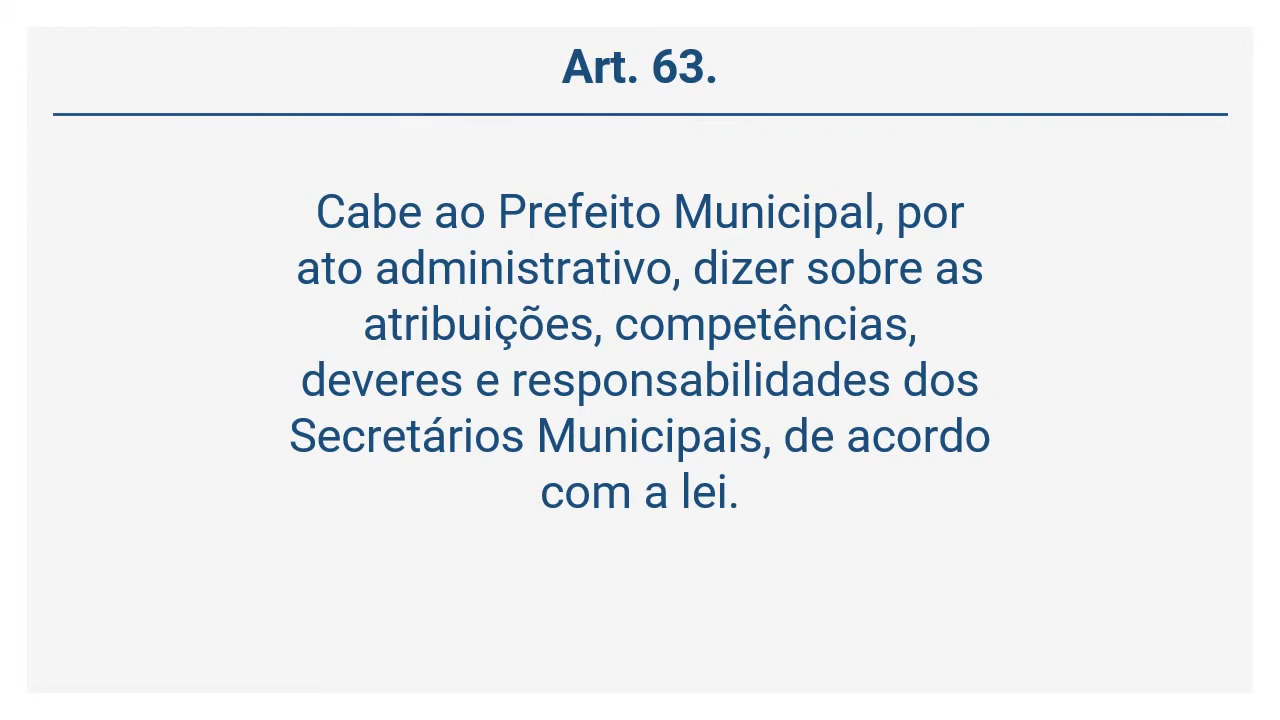 Art. 63.
Cabe ao Prefeito Municipal, por
ato administrativo, dizer sobre as
atribuições, competências,
deveres e responsabilidades dos
Secretários Municipais, de acordo
com a lei.